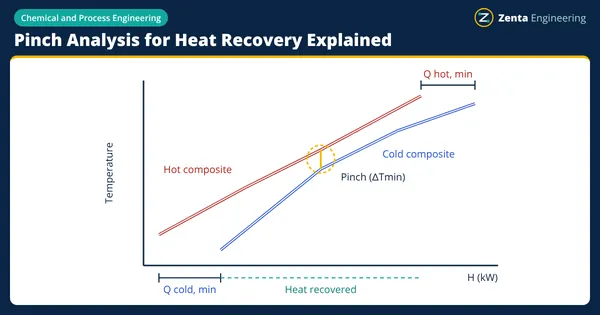 Chemical and Process Engineering
Zenta Engineering
Pinch Analysis for Heat Recovery Explained
Q hot, min
Cold composite
Hot composite
Pinch (ΔTmin)
Temperature
H (kW)
Q cold, min
Heat recovered